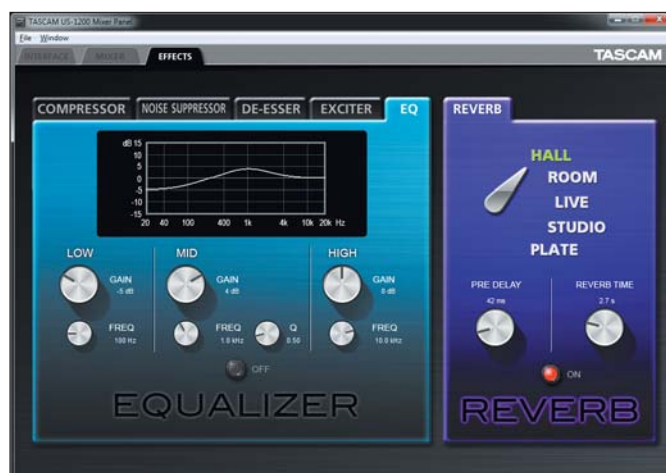 TASCAM US-1200 Mixer Panel
File Window
INTERFACE MIXER EFFECTS
TASCAM
COMPRESSOR NOISE SUPPRESSOR DE-ESSER EXCITER EQ
dB 15
10
5
0
-5
-10
-15
20 40 100 400 1k 4k 10k 20k Hz
LOW MID HIGH
GAIN
-5 dB
GAIN
4 dB
GAIN
0 dB
FREQ
100 Hz
FREQ
1.0 kHz
Q
0.50
FREQ
10.0 kHz
OFF
EQUALIZER
REVERB
HALL
ROOM
LIVE
STUDIO
PLATE
PRE DELAY
42 ms
REVERB TIME
2.7 s
ON
REVERB